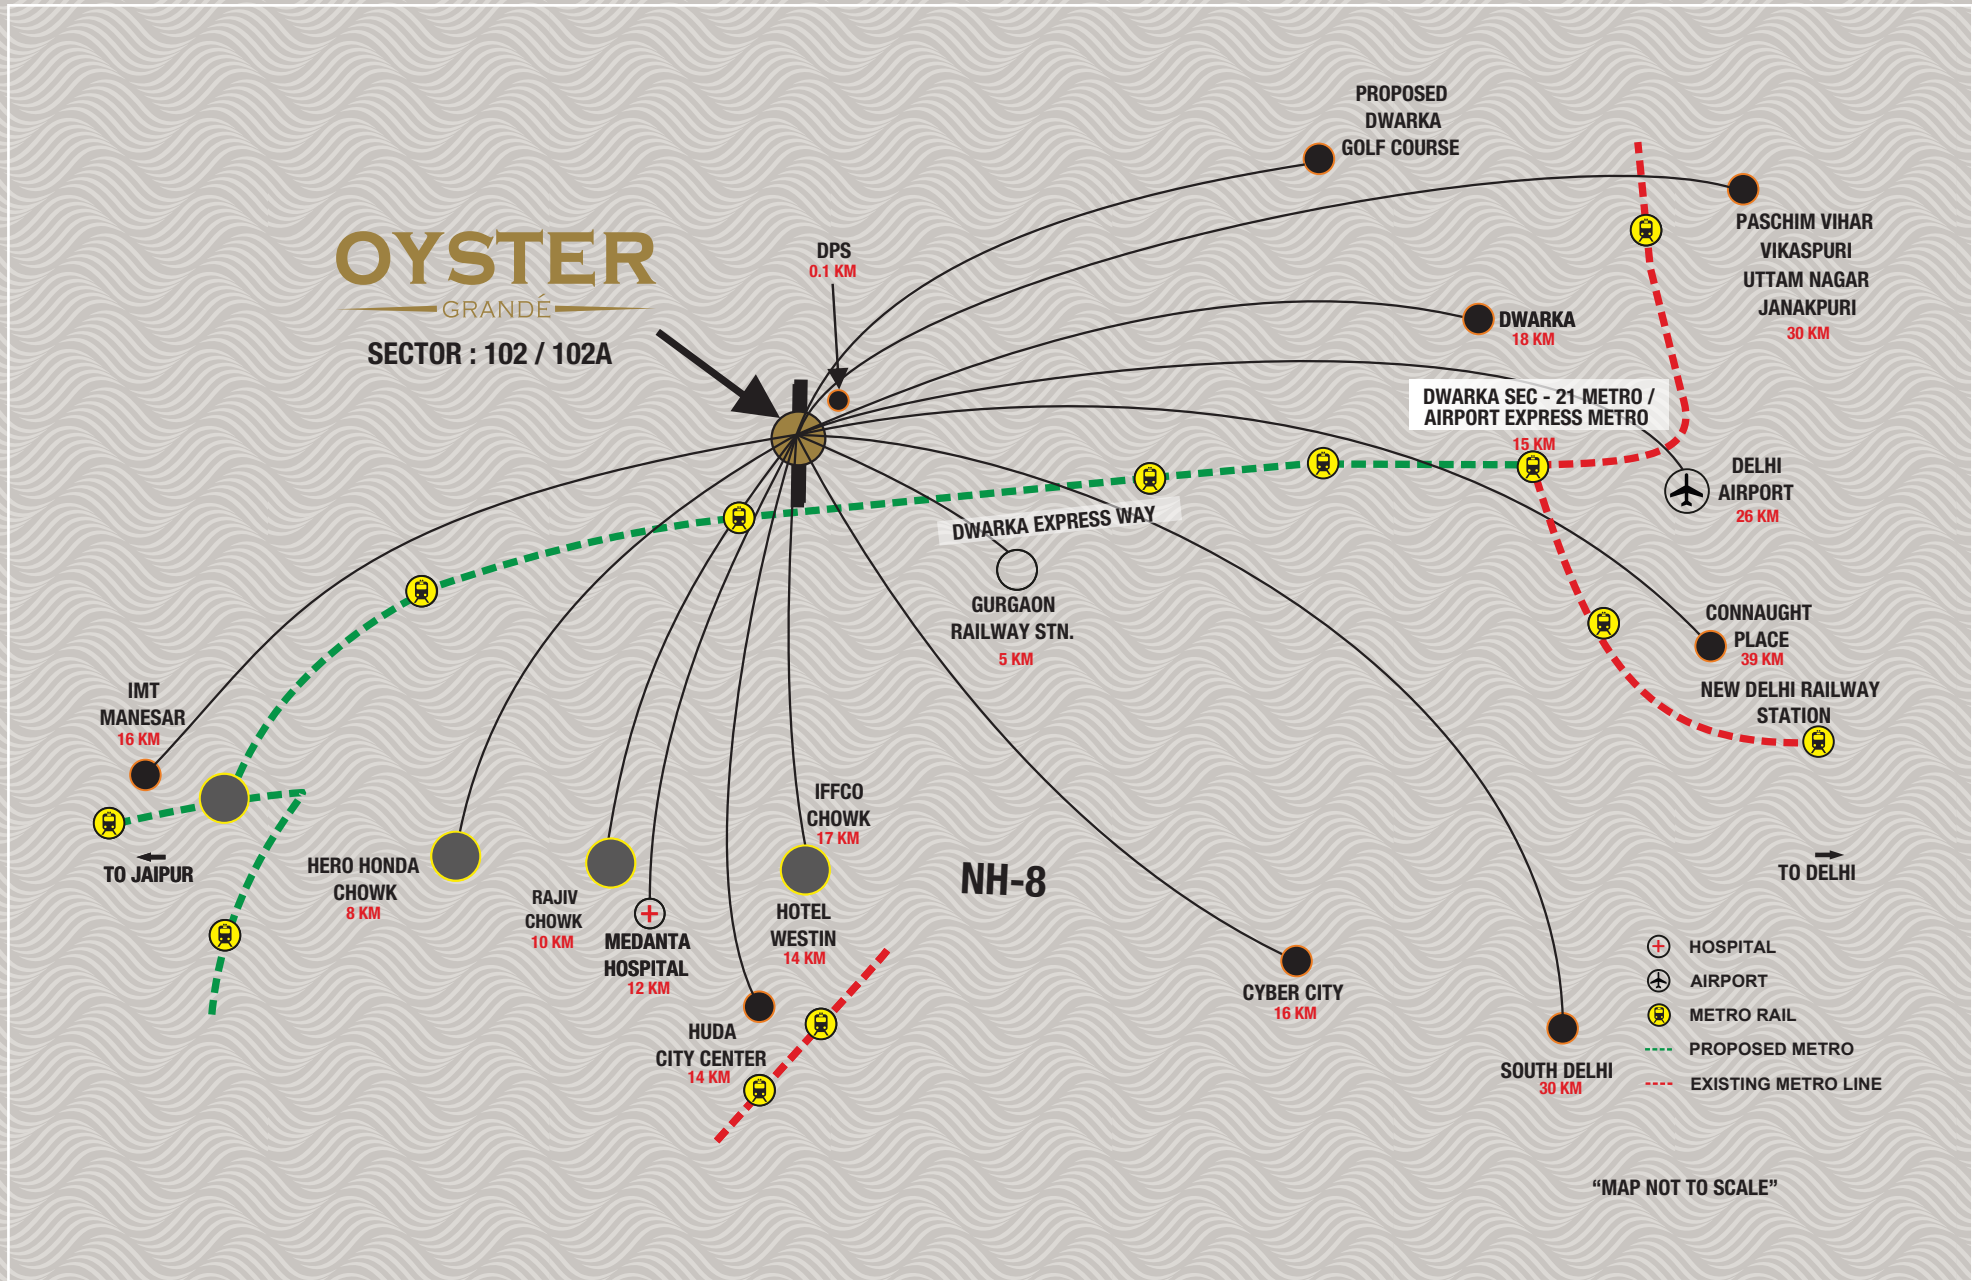 PROPOSED
DWARKA
GOLF COURSE
PASCHIM VIHAR
VIKASPURI
UTTAM NAGAR
JANAKPURI
30 KM
OYSTER
GRANDÉ
SECTOR : 102 / 102A
DPS
0.1 KM
DWARKA
18 KM
DWARKA SEC - 21 METRO /
AIRPORT EXPRESS METRO
15 KM
DELHI
AIRPORT
26 KM
DWARKA EXPRESS WAY
GURGAON
RAILWAY STN.
5 KM
CONNAUGHT
PLACE
39 KM
NEW DELHI RAILWAY
STATION
IMT
MANESAR
16 KM
TO JAIPUR
HERO HONDA
CHOWK
8 KM
RAJIV
CHOWK
10 KM
MEDANTA
HOSPITAL
12 KM
IFFCO
CHOWK
17 KM
HOTEL
WESTIN
14 KM
HUDA
CITY CENTER
14 KM
NH-8
CYBER CITY
16 KM
SOUTH DELHI
30 KM
TO DELHI
HOSPITAL
AIRPORT
METRO RAIL
PROPOSED METRO
EXISTING METRO LINE
“MAP NOT TO SCALE”